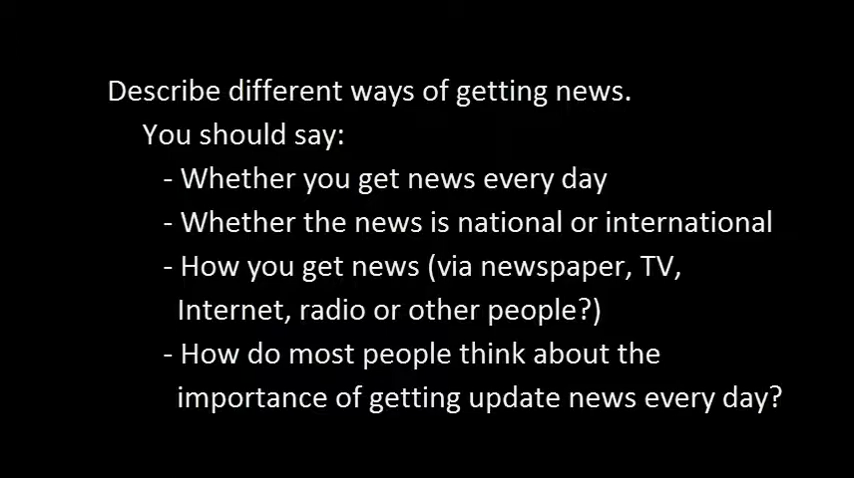 Describe different ways of getting news.
You should say:
- Whether you get news every day
- Whether the news is national or international
- How you get news (via newspaper, TV,
Internet, radio or other people?)
- How do most people think about the
importance of getting update news every day?